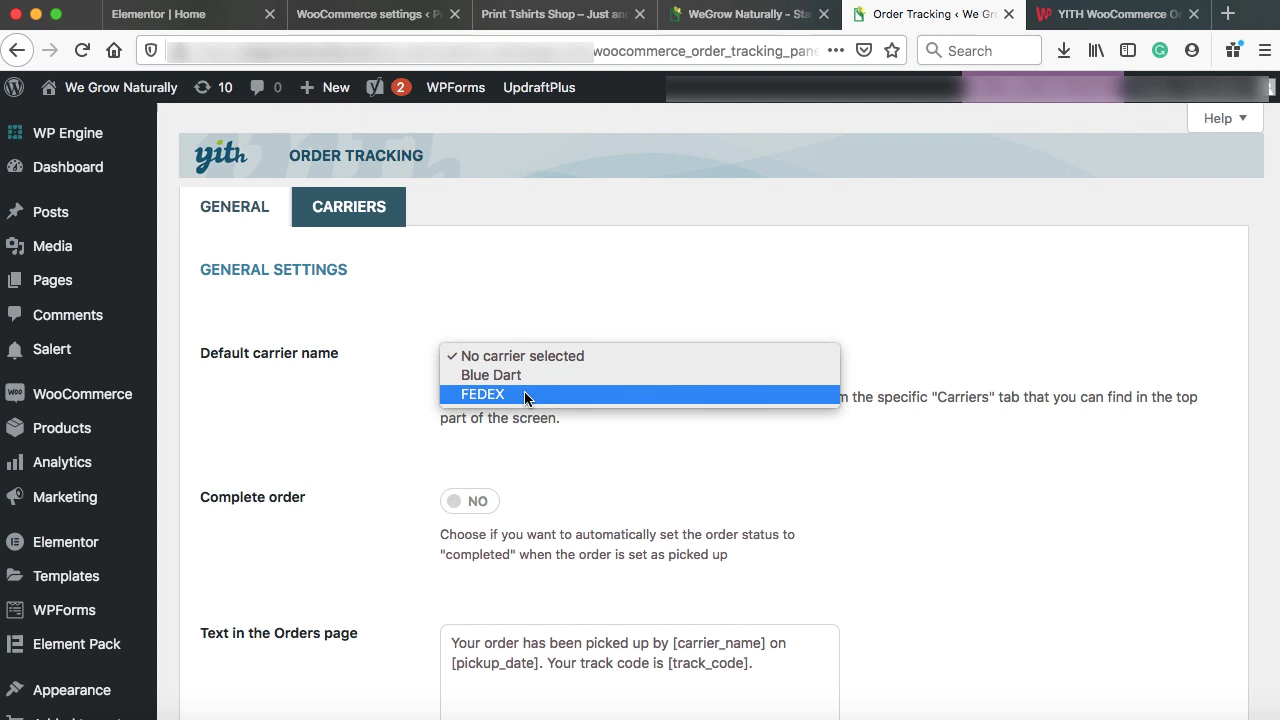 Elementor | Home
WooCommerce settings ‹ P
Print Tshirts Shop – Just an
WeGrow Naturally - Sta
Order Tracking ‹ We Gr
YITH WooCommerce O
woocommerce_order_tracking_pan
Search
We Grow Naturally
10
0
New
2
WPForms
UpdraftPlus
Help
WP Engine
Dashboard
Posts
Media
Pages
Comments
Salert
WooCommerce
Products
Analytics
Marketing
Elementor
Templates
WPForms
Element Pack
Appearance
yith
ORDER TRACKING
GENERAL
CARRIERS
GENERAL SETTINGS
Default carrier name
✓ No carrier selected
Blue Dart
FEDEX
m the specific "Carriers" tab that you can find in the top
part of the screen.
Complete order
NO
Choose if you want to automatically set the order status to
"completed" when the order is set as picked up
Text in the Orders page
Your order has been picked up by [carrier_name] on
[pickup_date]. Your track code is [track_code].